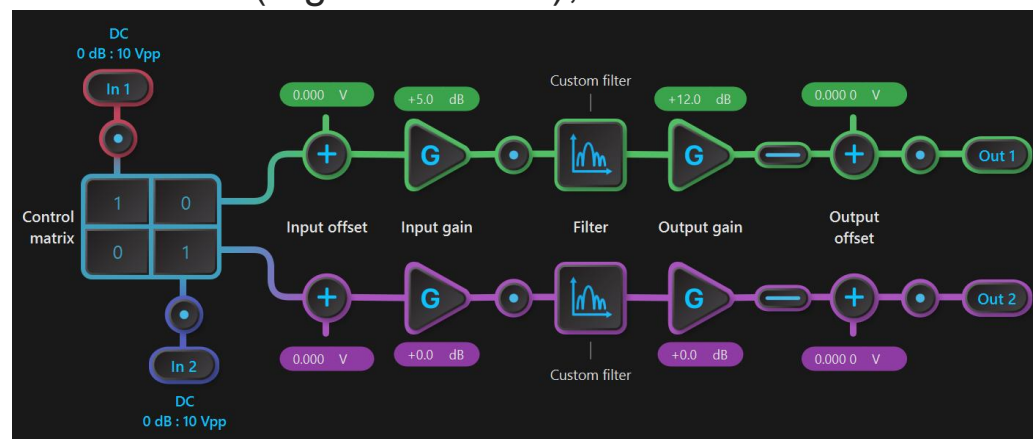 DC
0 dB : 10 Vpp
In 1
Custom filter
0.000 V
+5.0 dB
+12.0 dB
0.000 0 V
+
G
G
+
Out 1
Control
matrix
1 0
0 1
Input offset
Input gain
Filter
Output gain
Output
offset
+
G
G
+
Out 2
0.000 V
+0.0 dB
+0.0 dB
0.000 0 V
Custom filter
In 2
DC
0 dB : 10 Vpp